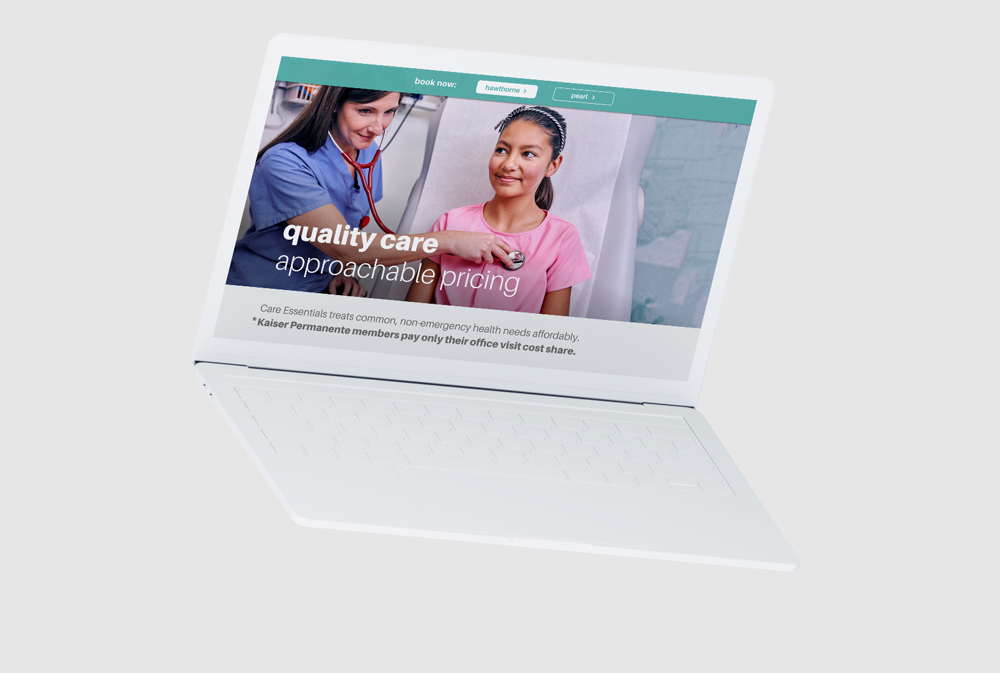 book now: hawthorne > pearl >
quality care
approachable pricing
Care Essentials treats common, non-emergency health needs affordably.
*Kaiser Permanente members pay only their office visit cost share.